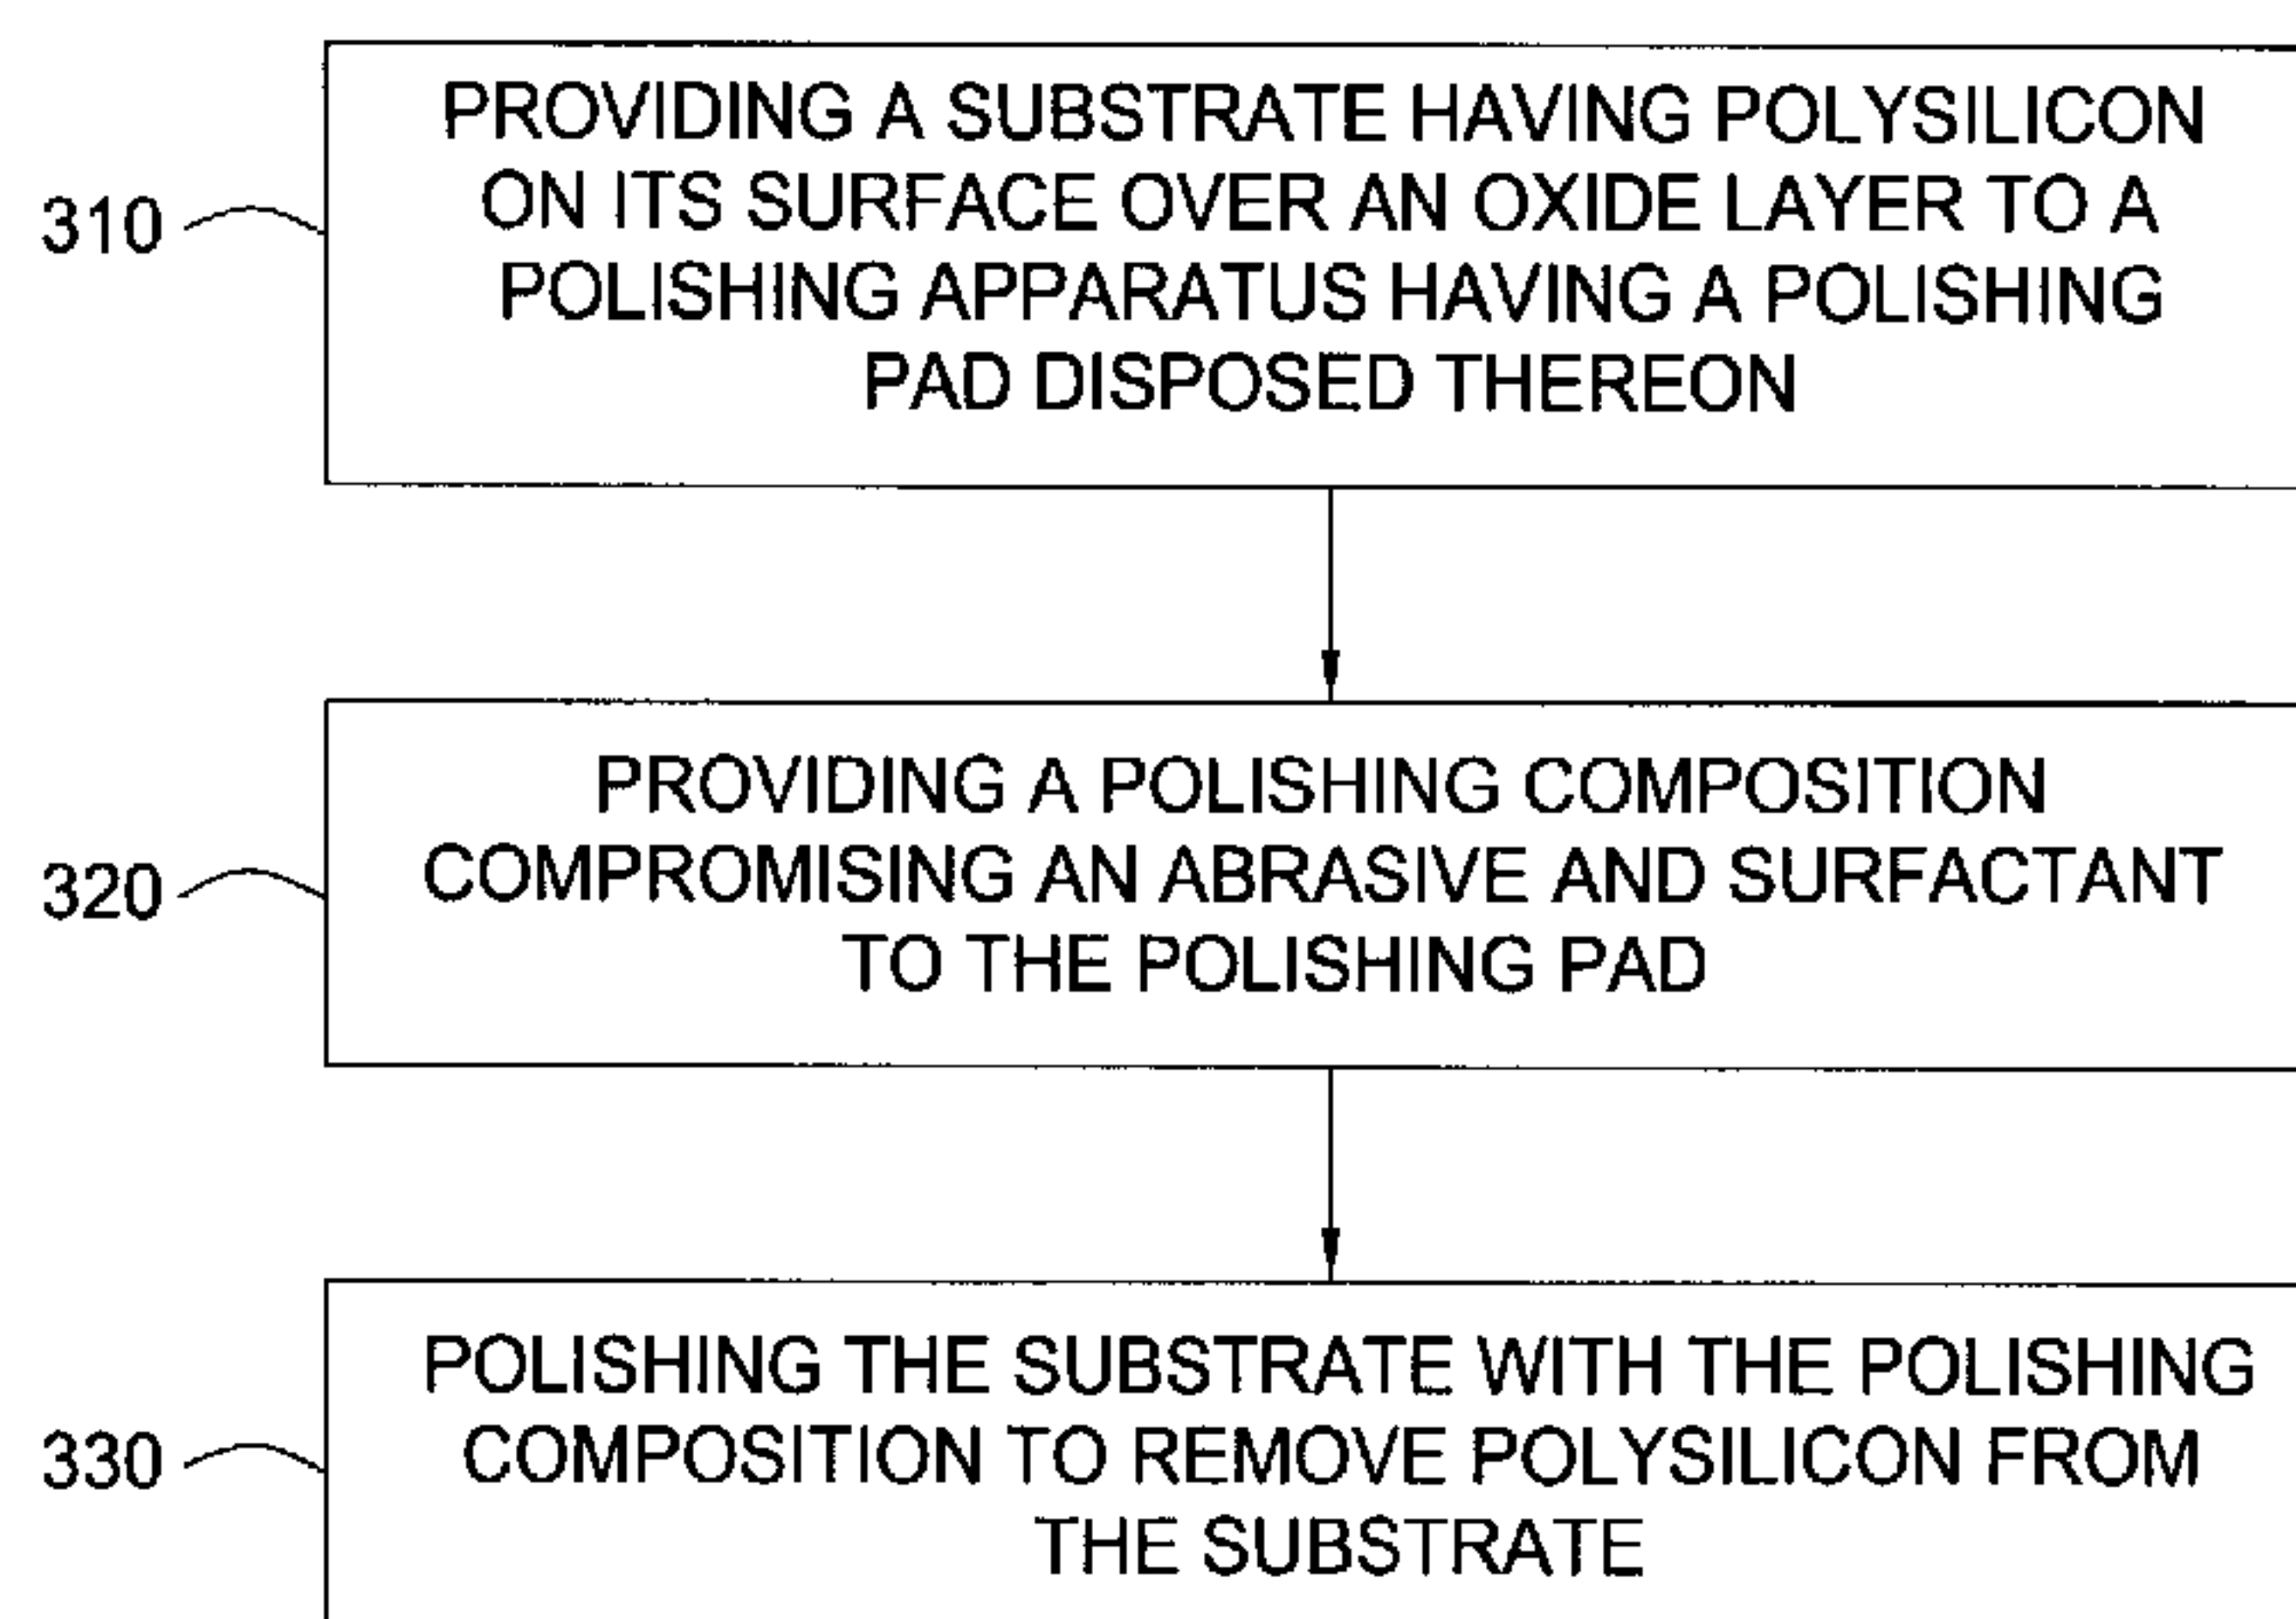 310
PROVIDING A SUBSTRATE HAVING POLYSILICON
ON ITS SURFACE OVER AN OXIDE LAYER TO A
POLISHING APPARATUS HAVING A POLISHING
PAD DISPOSED THEREON
320
PROVIDING A POLISHING COMPOSITION
COMPROMISING AN ABRASIVE AND SURFACTANT
TO THE POLISHING PAD
330
POLISHING THE SUBSTRATE WITH THE POLISHING
COMPOSITION TO REMOVE POLYSILICON FROM
THE SUBSTRATE